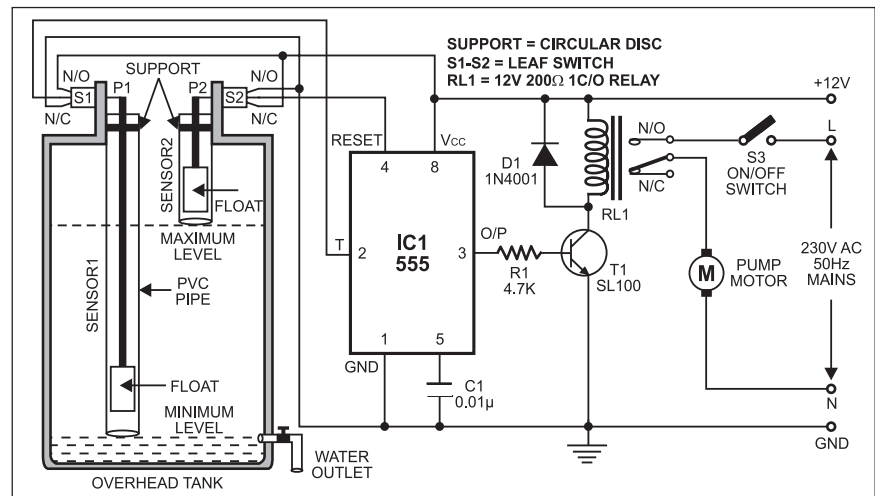 SUPPORT = CIRCULAR DISC
S1-S2 = LEAF SWITCH
RL1 = 12V 200Ω 1C/O RELAY
N/O
P1
SUPPORT
P2
N/O
S1
S2
N/C
N/C
+12V
L
S3
ON/OFF
SWITCH
N/O
N/C
RL1
D1
1N4001
RESET
VCC
4
8
SENSOR2
FLOAT
MAXIMUM
LEVEL
T
2
IC1
555
3
O/P
R1
4.7K
T1
SL100
M
PUMP
MOTOR
230V AC
50Hz
MAINS
SENSOR1
PVC
PIPE
1
5
GND
C1
0.01µ
FLOAT
MINIMUM
LEVEL
N
GND
WATER
OUTLET
OVERHEAD TANK